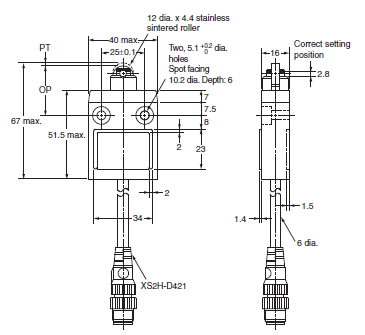 12 dia. x 4.4 stainless
sintered roller
40 max.
25±0.1
PT
OP
67 max.
51.5 max.
Two, 5.1 +0.2 0 dia.
holes
Spot facing
10.2 dia. Depth: 6
7
7.5
8
2
23
2
34
XS2H-D421
16
Correct setting
position
2.8
1.5
1.4
6 dia.